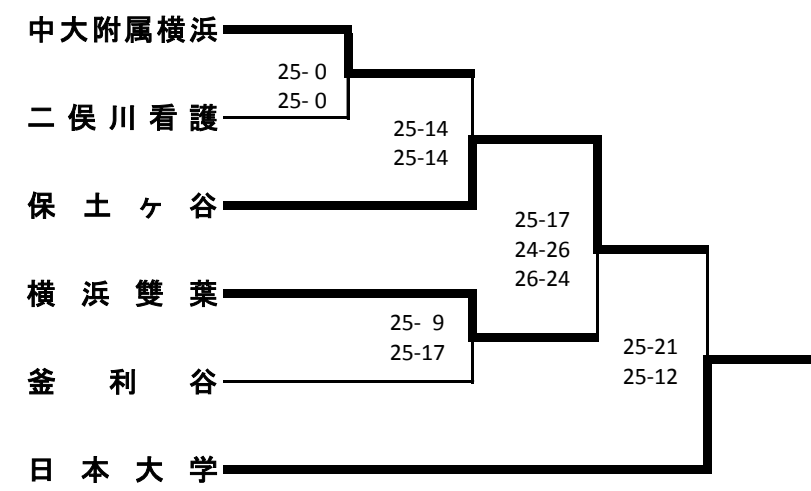 中大附属横浜
25- 0
25- 0
二俣川看護
25-14
25-14
保土ヶ谷
25-17
24-26
26-24
横浜雙葉
25- 9
25-17
25-21
25-12
釜利谷
日本大学